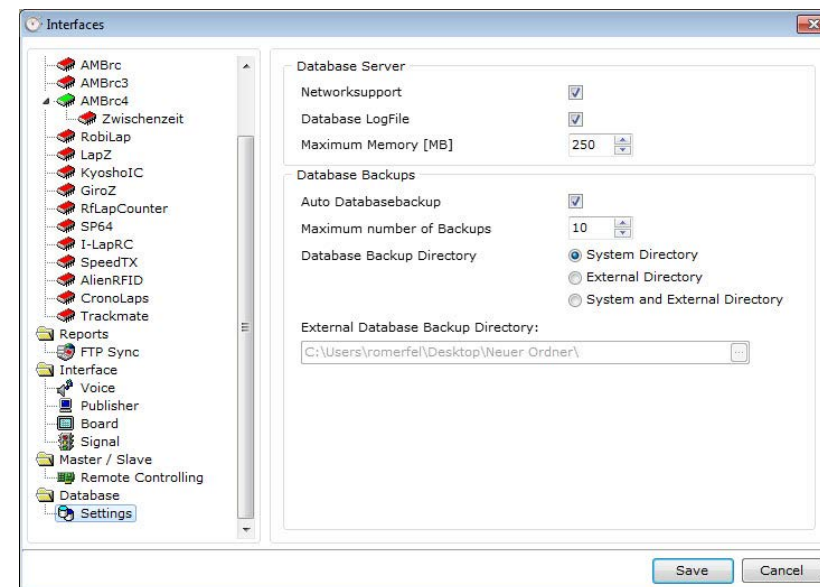 Interfaces
AMBrc
AMBrc3
AMBrc4
Zwischenzeit
RobiLap
LapZ
KyoshoIC
GiroZ
RfLapCounter
SP64
I-LapRC
SpeedTX
AlienRFID
CronoLaps
Trackmate
Reports
FTP Sync
Interface
Voice
Publisher
Board
Signal
Master / Slave
Remote Controlling
Database
Settings
Database Server
Networksupport
Database LogFile
Maximum Memory [MB] 250
Database Backups
Auto Databasebackup
Maximum number of Backups 10
Database Backup Directory System Directory
External Directory
System and External Directory
External Database Backup Directory:
C:\Users\romerfel\Desktop\Neuer Ordner\ ...
Save Cancel